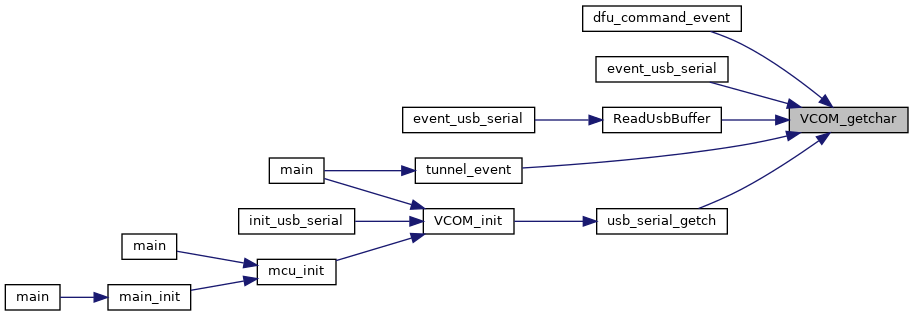 dfu_command_event
event_usb_serial
VCOM_getchar
event_usb_serial
ReadUsbBuffer
main
tunnel_event
init_usb_serial
VCOM_init
usb_serial_getch
main
mcu_init
main
main_init